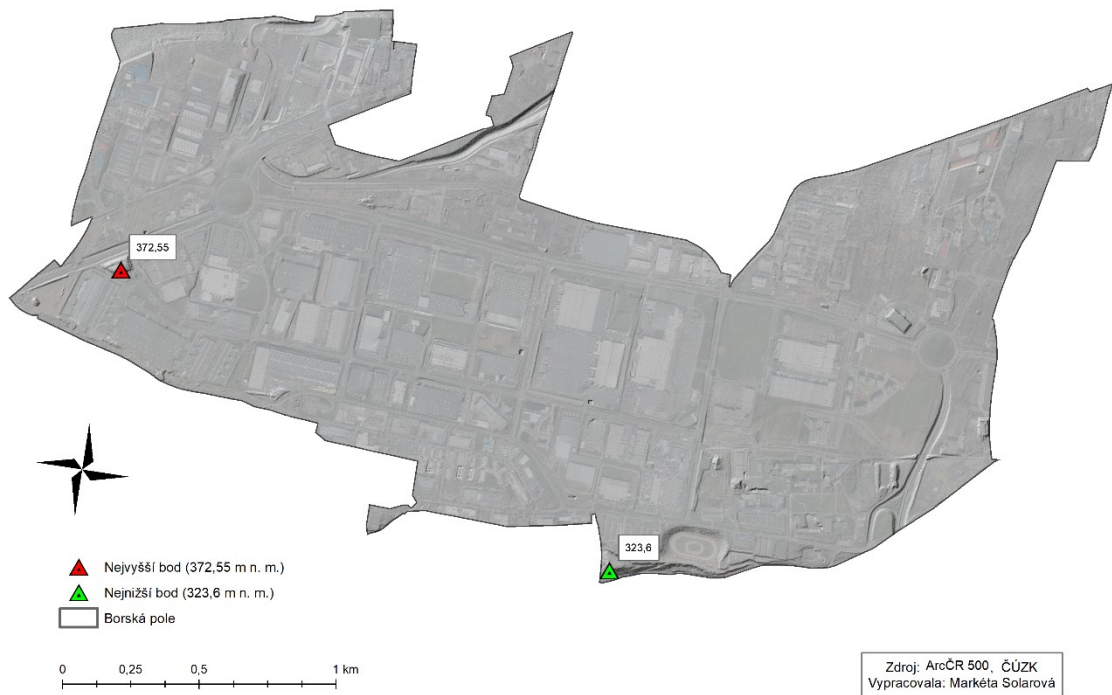 372,55
323,6
Nejvyšší bod (372,55 m n. m.)
Nejnižší bod (323,6 m n. m.)
Borská pole
0 0,25 0,5 1 km
Zdroj: ArcČR 500, ČÚZK
Vypracovala: Markéta Solarová